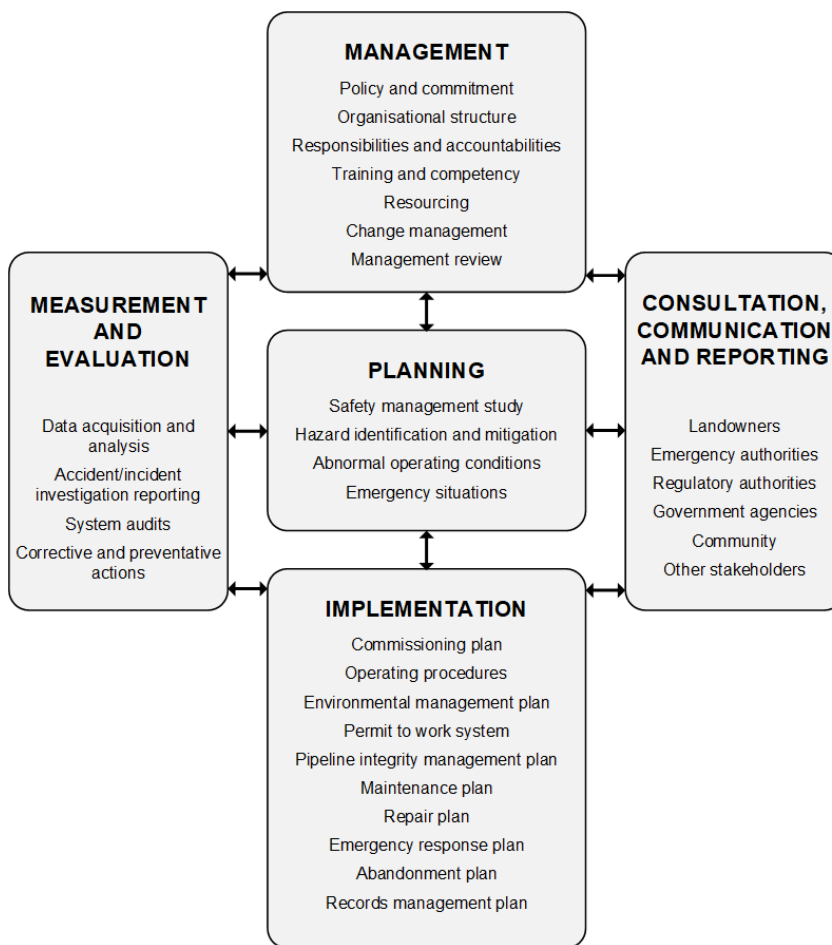 MANAGEMENT
Policy and commitment
Organisational structure
Responsibilities and accountabilities
Training and competency
Resourcing
Change management
Management review
MEASUREMENT
AND
EVALUATION
Data acquisition and
analysis
Accident/incident
investigation reporting
System audits
Corrective and preventative
actions
PLANNING
Safety management study
Hazard identification and mitigation
Abnormal operating conditions
Emergency situations
CONSULTATION,
COMMUNICATION
AND REPORTING
Landowners
Emergency authorities
Regulatory authorities
Government agencies
Community
Other stakeholders
IMPLEMENTATION
Commissioning plan
Operating procedures
Environmental management plan
Permit to work system
Pipeline integrity management plan
Maintenance plan
Repair plan
Emergency response plan
Abandonment plan
Records management plan